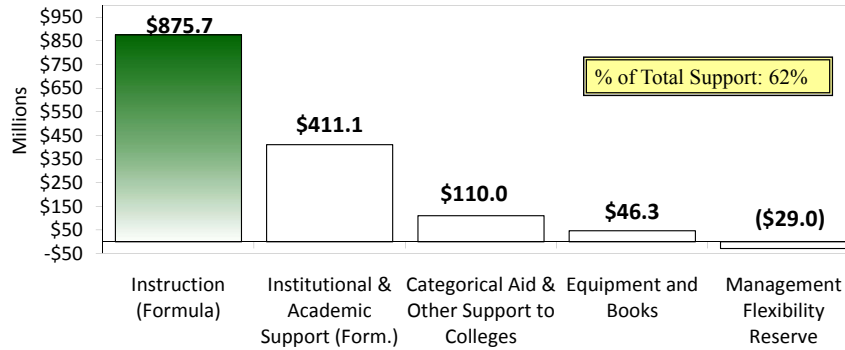 $950
$850
$750
$650
$550
$450
$350
$250
$150
$50
-$50
Millions
$875.7
$411.1
$110.0
$46.3
($29.0)
% of Total Support: 62%
Instruction
(Formula)
Institutional &
Academic
Support (Form.)
Categorical Aid &
Other Support to
Colleges
Equipment and
Books
Management
Flexibility
Reserve